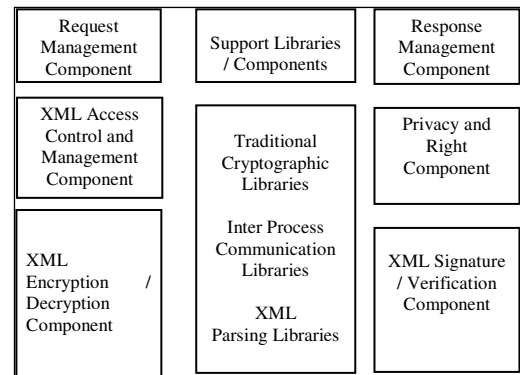 Request
Management
Component
Support Libraries
/ Components
Response
Management
Component
XML Access
Control and
Management
Component
Traditional
Cryptographic
Libraries
Inter Process
Communication
Libraries
XML
Parsing Libraries
Privacy and
Right
Component
XML
Encryption /
Decryption
Component
XML Signature
/ Verification
Component